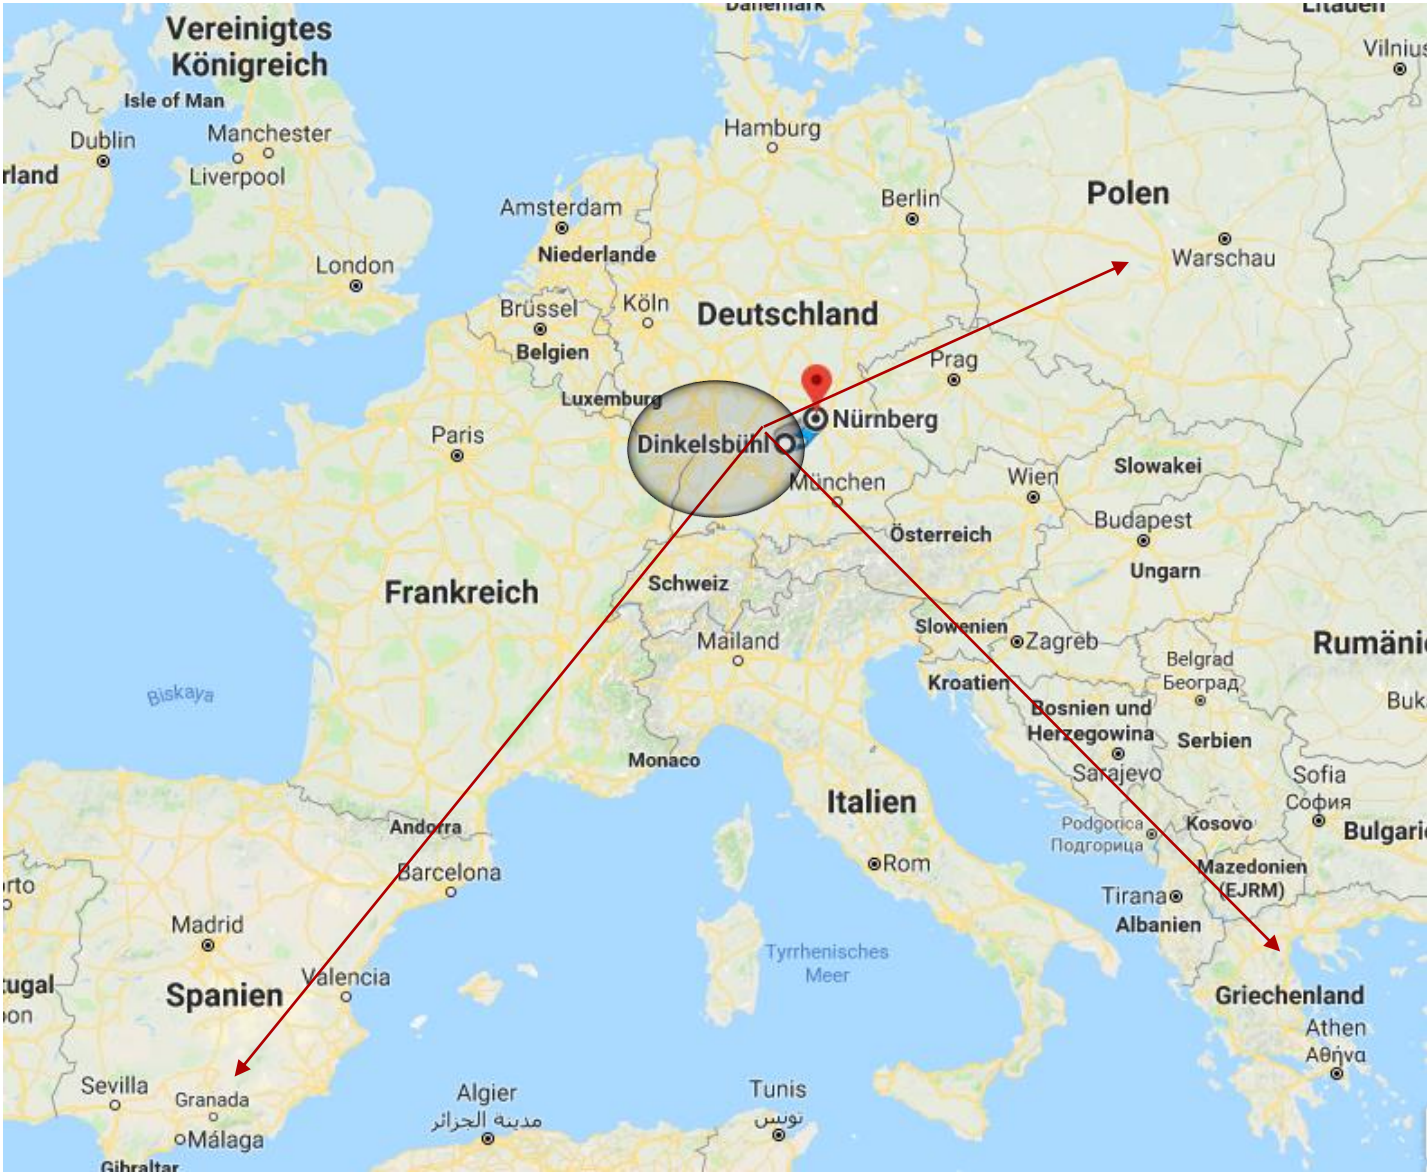 Dänemark
Litauen
Vereinigtes
Königreich
Vilnius
Isle of Man
Dublin
Manchester
Hamburg
Liverpool
rland
Polen
Berlin
Amsterdam
Niederlande
Warschau
London
Brüssel
Köln
Deutschland
Belgien
Prag
Luxemburg
Nürnberg
Paris
Dinkelsbühl
Slowakei
Wien
München
Budapest
Österreich
Ungarn
Schweiz
Frankreich
Slowenien
Zagreb
Mailand
Rumäni
Belgrad
Београд
Kroatien
Biskaya
Buk
Bosnien und
Herzegowina
Serbien
Monaco
Sarajevo
Sofia
София
Italien
Andorra
Podgorica
Подгорица
Kosovo
Bulgari
Rom
Barcelona
Mazedonien
(EJRM)
rto
Tirana
Albanien
Madrid
Tyrrhenisches
Meer
Valencia
tugal
Spanien
Griechenland
on
Athen
Αθήνα
Sevilla
Granada
Algier
مدينة الجزائر
Tunis
تونس
Málaga
Gibraltar